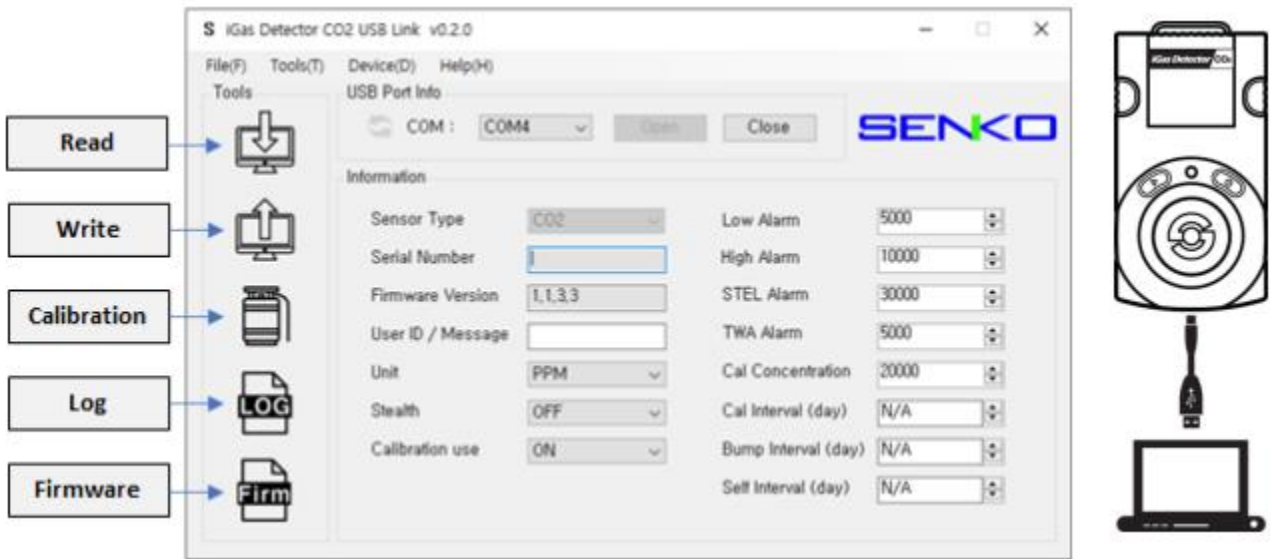 S iGas Detector CO2 USB Link v0.2.0
File(F) Tools(T) Device(D) Help(H)
Tools
USB Port Info
COM : COM4 Open Close
SENKO
Read
Write
Calibration
Log
Firmware
LOG
Firm
Information
Sensor Type CO2
Serial Number
Firmware Version 1,1,3,3
User ID / Message
Unit PPM
Stealth OFF
Calibration use ON
Low Alarm 5000
High Alarm 10000
STEL Alarm 30000
TWA Alarm 5000
Cal Concentration 20000
Cal Interval (day) N/A
Bump Interval (day) N/A
Self Interval (day) N/A
iGas Detector CO2